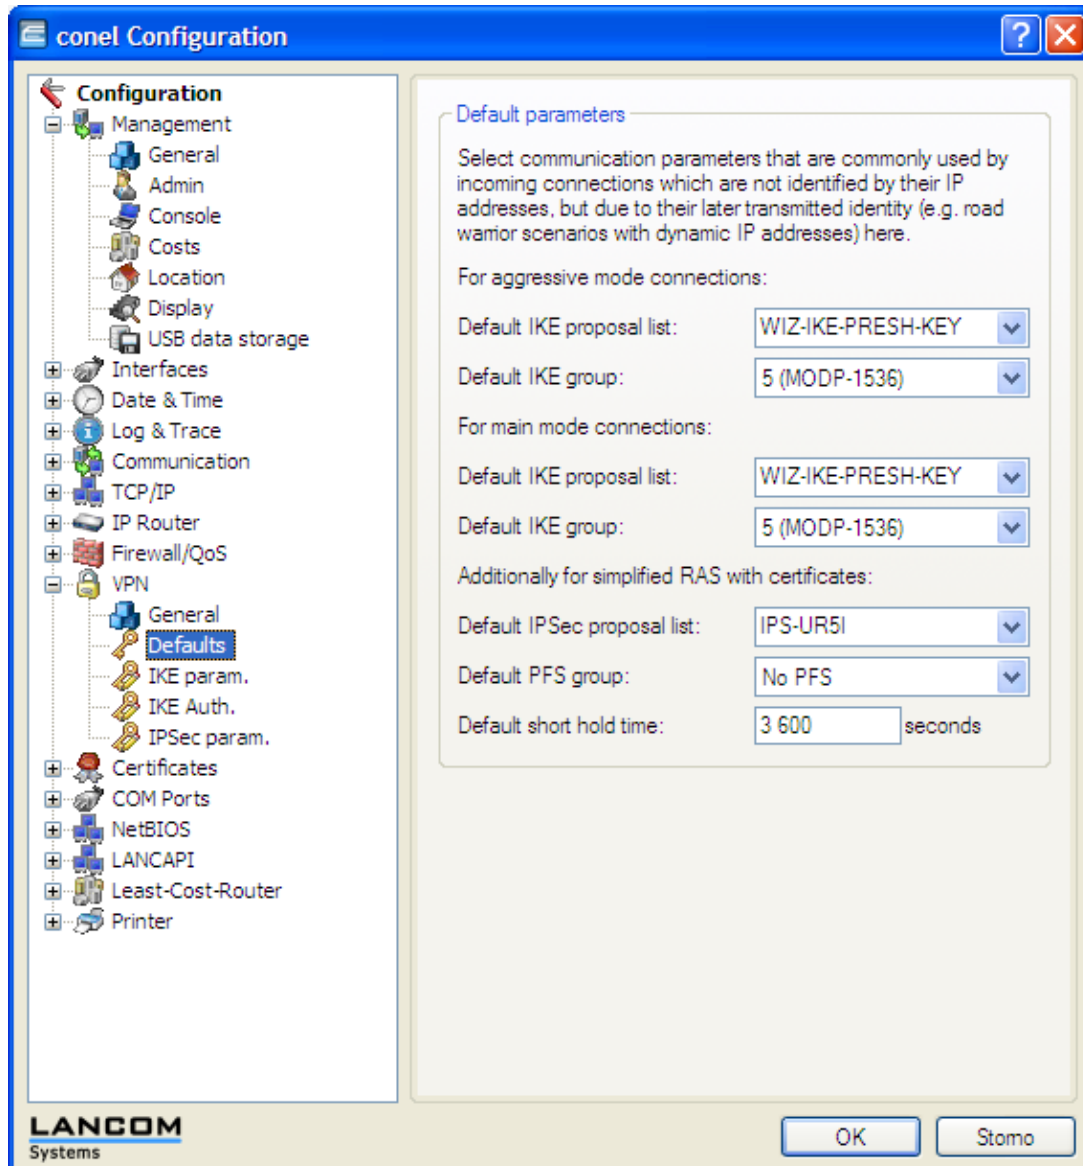 conel Configuration
Configuration
Management
General
Admin
Console
Costs
Location
Display
USB data storage
Interfaces
Date & Time
Log & Trace
Communication
TCP/IP
IP Router
Firewall/QoS
VPN
General
Defaults
IKE param.
IKE Auth.
IPSec param.
Certificates
COM Ports
NetBIOS
LANCAPI
Least-Cost-Router
Printer
Default parameters
Select communication parameters that are commonly used by
incoming connections which are not identified by their IP
addresses, but due to their later transmitted identity (e.g. road
warrior scenarios with dynamic IP addresses) here.
For aggressive mode connections:
Default IKE proposal list: WIZ-IKE-PRESH-KEY
Default IKE group: 5 (MODP-1536)
For main mode connections:
Default IKE proposal list: WIZ-IKE-PRESH-KEY
Default IKE group: 5 (MODP-1536)
Additionally for simplified RAS with certificates:
Default IPSec proposal list: IPS-UR5I
Default PFS group: No PFS
Default short hold time: 3 600 seconds
LANCOM
Systems
OK
Stomo